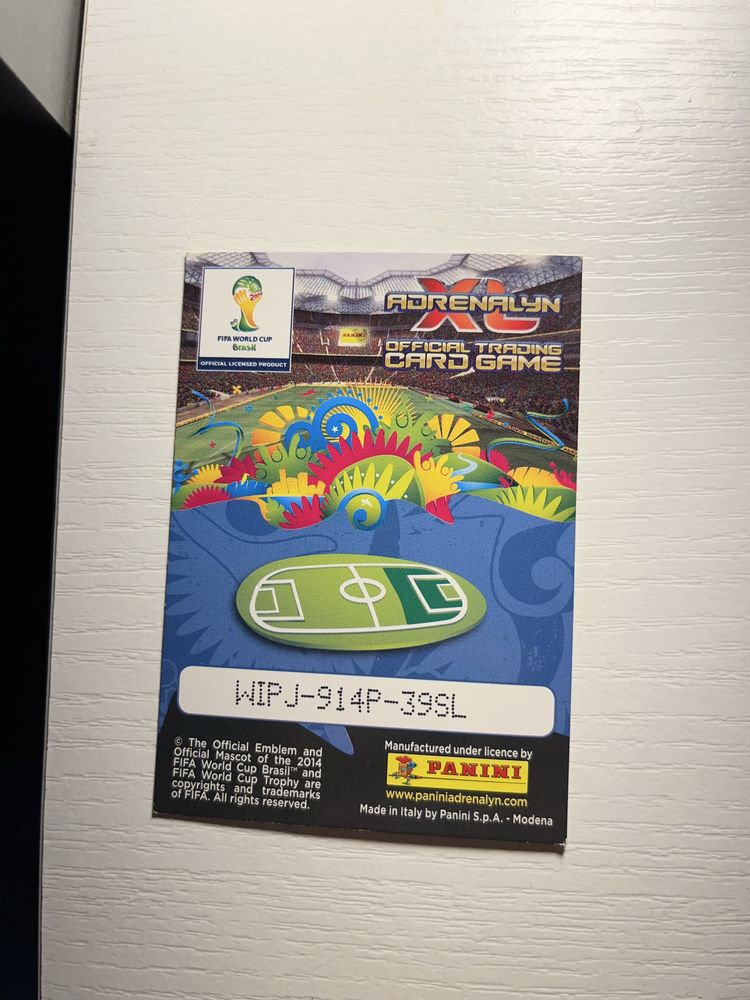 2014
FIFA WORLD CUP
Brasil
OFFICIAL LICENSED PRODUCT
ADRENALYN
XL
OFFICIAL TRADING
CARD GAME
PANINI
WIPJ-914P-39SL
© The Official Emblem and
Official Mascot of the 2014
FIFA World Cup Brasil™ and
FIFA World Cup Trophy are
copyrights and trademarks
of FIFA. All rights reserved.
Manufactured under licence by
PANINI
www.paniniadrenalyn.com
Made in Italy by Panini S.p.A. - Modena